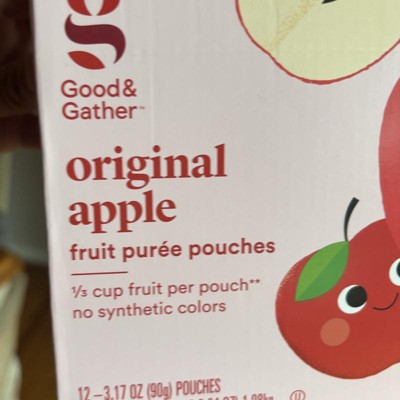 Good&
Gather™
original
apple
fruit purée pouches
⅓ cup fruit per pouch**
no synthetic colors
12 – 3.17 OZ (90g) POUCHES